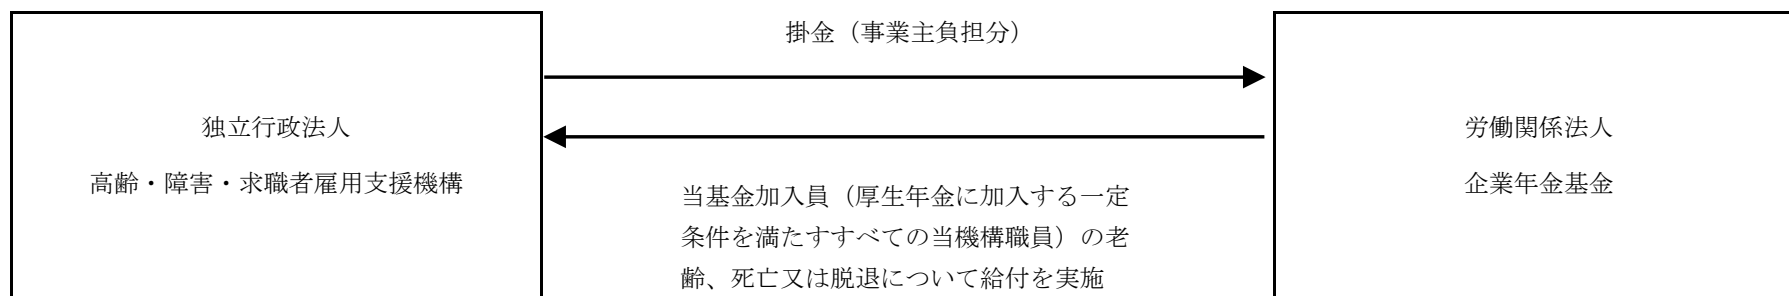 掛金（事業主負担分）
独立行政法人
高齢・障害・求職者雇用支援機構
当基金加入員（厚生年金に加入する一定
条件を満たすすべての当機構職員）の老
齢、死亡又は脱退について給付を実施
労働関係法人
企業年金基金